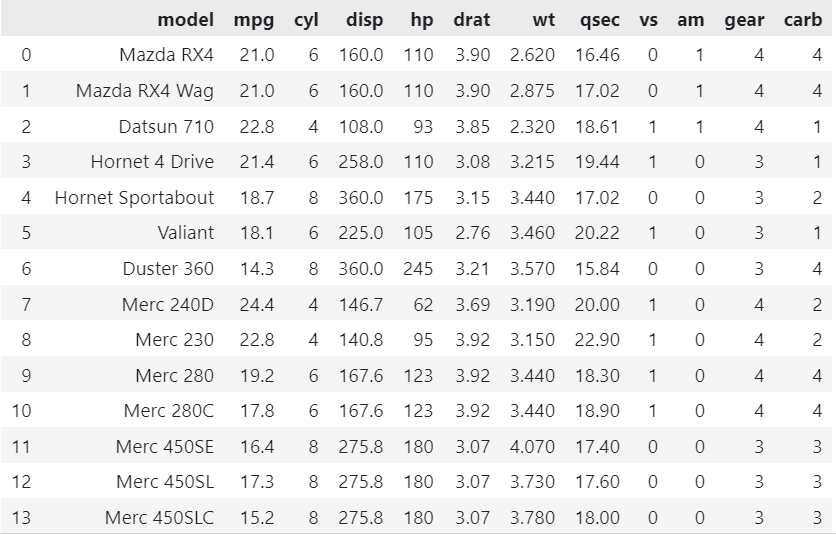 model mpg cyl disp hp drat wt qsec vs am gear carb
0 Mazda RX4 21.0 6 160.0 110 3.90 2.620 16.46 0 1 4 4
1 Mazda RX4 Wag 21.0 6 160.0 110 3.90 2.875 17.02 0 1 4 4
2 Datsun 710 22.8 4 108.0 93 3.85 2.320 18.61 1 1 4 1
3 Hornet 4 Drive 21.4 6 258.0 110 3.08 3.215 19.44 1 0 3 1
4 Hornet Sportabout 18.7 8 360.0 175 3.15 3.440 17.02 0 0 3 2
5 Valiant 18.1 6 225.0 105 2.76 3.460 20.22 1 0 3 1
6 Duster 360 14.3 8 360.0 245 3.21 3.570 15.84 0 0 3 4
7 Merc 240D 24.4 4 146.7 62 3.69 3.190 20.00 1 0 4 2
8 Merc 230 22.8 4 140.8 95 3.92 3.150 22.90 1 0 4 2
9 Merc 280 19.2 6 167.6 123 3.92 3.440 18.30 1 0 4 4
10 Merc 280C 17.8 6 167.6 123 3.92 3.440 18.90 1 0 4 4
11 Merc 450SE 16.4 8 275.8 180 3.07 4.070 17.40 0 0 3 3
12 Merc 450SL 17.3 8 275.8 180 3.07 3.730 17.60 0 0 3 3
13 Merc 450SLC 15.2 8 275.8 180 3.07 3.780 18.00 0 0 3 3